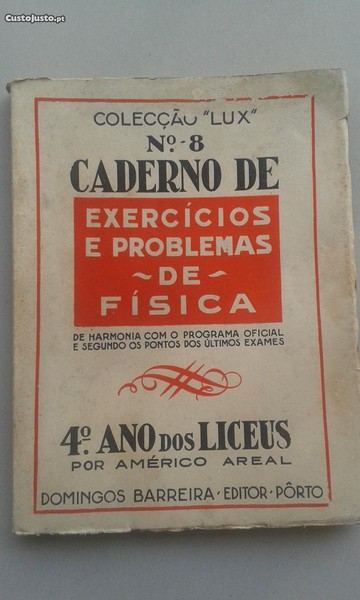 CustoJusto.pt
COLECÇÃO "LUX"
Nº-8
CADERNO DE
EXERCÍCIOS
E PROBLEMAS
~DE~
FÍSICA
DE HARMONIA COM O PROGRAMA OFICIAL
E SEGUNDO OS PONTOS DOS ÚLTIMOS EXAMES
4º. ANO DOS LICEUS
POR AMÉRICO AREAL
DOMINGOS BARREIRA·EDITOR·PÔRTO